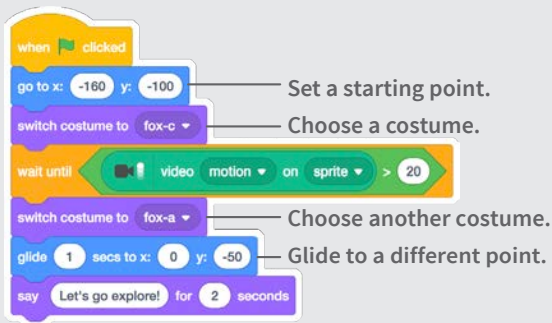 when clicked
go to x: -160 y: -100 Set a starting point.
switch costume to fox-c Choose a costume.
wait until video motion on sprite > 20
switch costume to fox-a Choose another costume.
glide 1 secs to x: 0 y: -50 Glide to a different point.
say Let's go explore! for 2 seconds